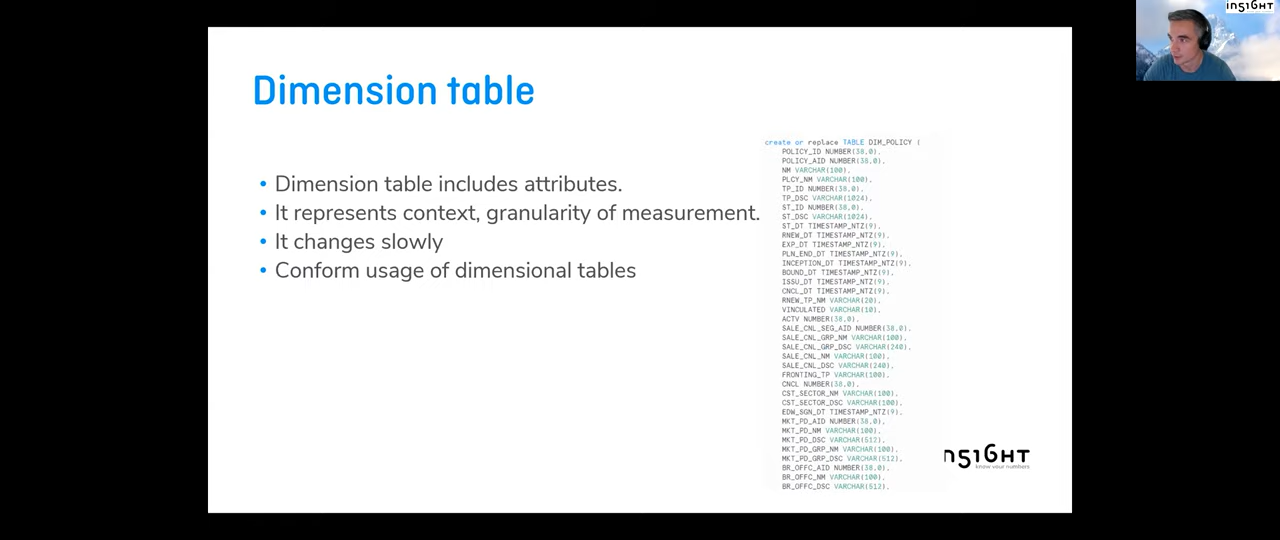 in516HT
Dimension table
• Dimension table includes attributes.
• It represents context, granularity of measurement.
• It changes slowly
• Conform usage of dimensional tables
create or replace TABLE DIM_POLICY (
POLICY_ID NUMBER(38,0),
POLICY_AID NUMBER(38,0),
NM VARCHAR(100),
PLCY_NM VARCHAR(100),
TP_ID NUMBER(38,0),
TP_DSC VARCHAR(1024),
ST_ID NUMBER(38,0),
ST_DSC VARCHAR(1024),
ST_DT TIMESTAMP_NTZ(9),
RNEW_DT TIMESTAMP_NTZ(9),
EXP_DT TIMESTAMP_NTZ(9),
PLN_END_DT TIMESTAMP_NTZ(9),
INCEPTION_DT TIMESTAMP_NTZ(9),
BOUND_DT TIMESTAMP_NTZ(9),
ISSU_DT TIMESTAMP_NTZ(9),
CNCL_DT TIMESTAMP_NTZ(9),
RNEW_TP_NM VARCHAR(20),
VINCULATED VARCHAR(10),
ACTV NUMBER(38,0),
SALE_CNL_SEG_AID NUMBER(38,0),
SALE_CNL_GRP_NM VARCHAR(100),
SALE_CNL_GRP_DSC VARCHAR(240),
SALE_CNL_NM VARCHAR(100),
SALE_CNL_DSC VARCHAR(240),
FRONTING_TP VARCHAR(100),
CNCL NUMBER(38,0),
CST_SECTOR_NM VARCHAR(100),
CST_SECTOR_DSC VARCHAR(100),
EDW_SGN_DT TIMESTAMP_NTZ(9),
MKT_PD_AID NUMBER(38,0),
MKT_PD_NM VARCHAR(100),
MKT_PD_DSC VARCHAR(512),
MKT_PD_GRP_NM VARCHAR(100),
MKT_PD_GRP_DSC VARCHAR(512),
BR_OFFC_AID NUMBER(38,0),
BR_OFFC_NM VARCHAR(100),
BR_OFFC_DSC VARCHAR(512),
n516HT
know your numbers